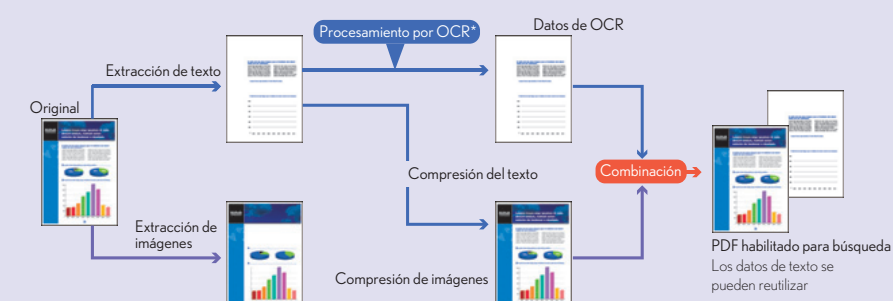 Procesamiento por OCR*
Datos de OCR
Extracción de texto
Original
Compresión del texto
Combinación
Extracción de
imágenes
Compresión de imágenes
PDF habilitado para búsqueda
Los datos de texto se
pueden reutilizar